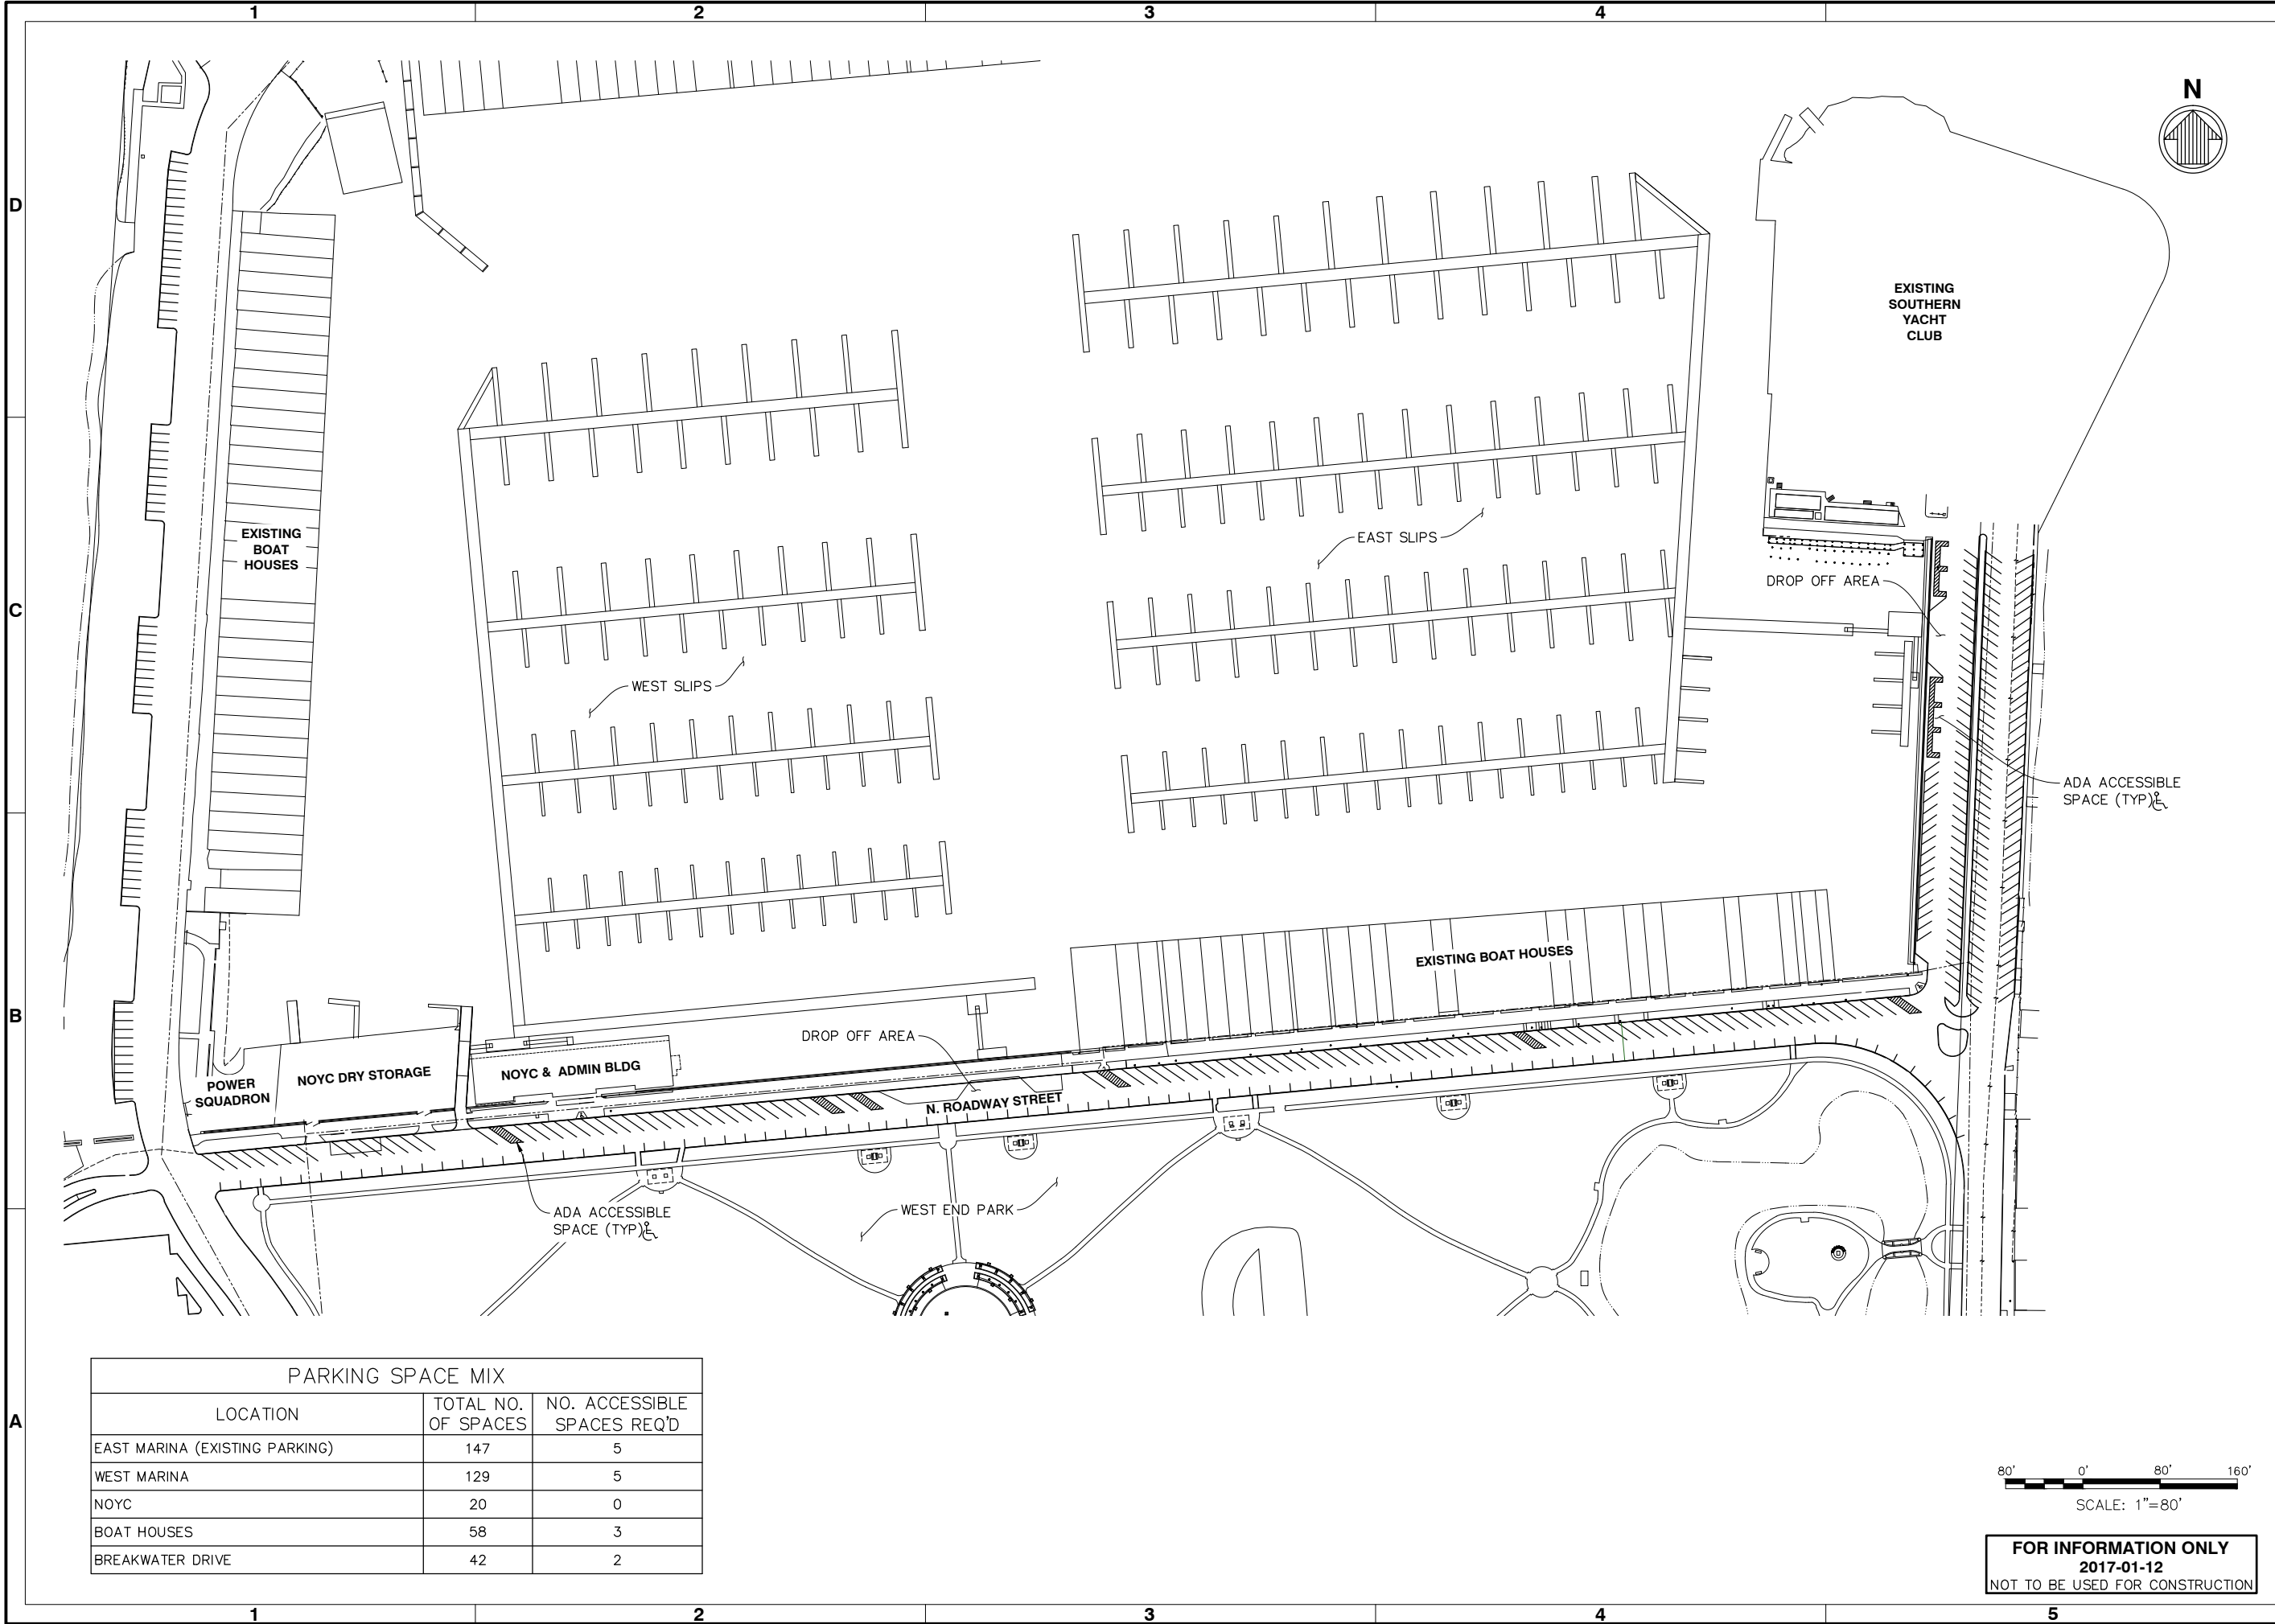 1 2 3 4
N
D
EXISTING
SOUTHERN
YACHT
CLUB
EXISTING
BOAT
HOUSES
EAST SLIPS
DROP OFF AREA
C
WEST SLIPS
ADA ACCESSIBLE
SPACE (TYP)
EXISTING BOAT HOUSES
B
DROP OFF AREA
NOYC & ADMIN BLDG
NOYC DRY STORAGE
POWER
SQUADRON
N. ROADWAY STREET
ADA ACCESSIBLE
SPACE (TYP)
WEST END PARK
A
PARKING SPACE MIX
LOCATION
TOTAL NO.
OF SPACES
NO. ACCESSIBLE
SPACES REQ'D
EAST MARINA (EXISTING PARKING) 147 5
WEST MARINA 129 5
NOYC 20 0
BOAT HOUSES 58 3
BREAKWATER DRIVE 42 2
80' 0' 80' 160'
SCALE: 1"=80'
FOR INFORMATION ONLY
2017-01-12
NOT TO BE USED FOR CONSTRUCTION
1 2 3 4 5